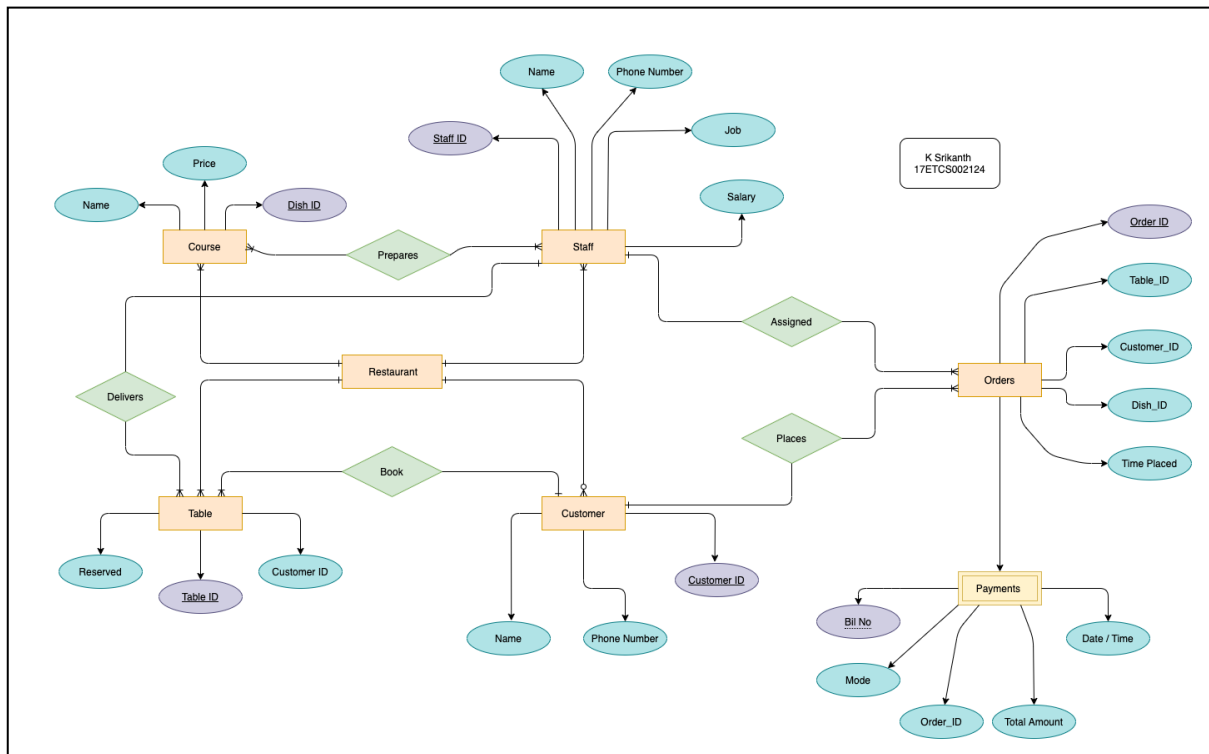 Name
Phone Number
Staff ID
Job
K Srikanth
17ETCS002124
Price
Name
Dish ID
Salary
Order ID
Course
Prepares
Staff
Table_ID
Assigned
Customer_ID
Restaurant
Orders
Delivers
Dish_ID
Places
Book
Time Placed
Table
Customer
Reserved
Customer ID
Table ID
Customer ID
Payments
Bil No
Name
Phone Number
Date / Time
Mode
Order_ID
Total Amount